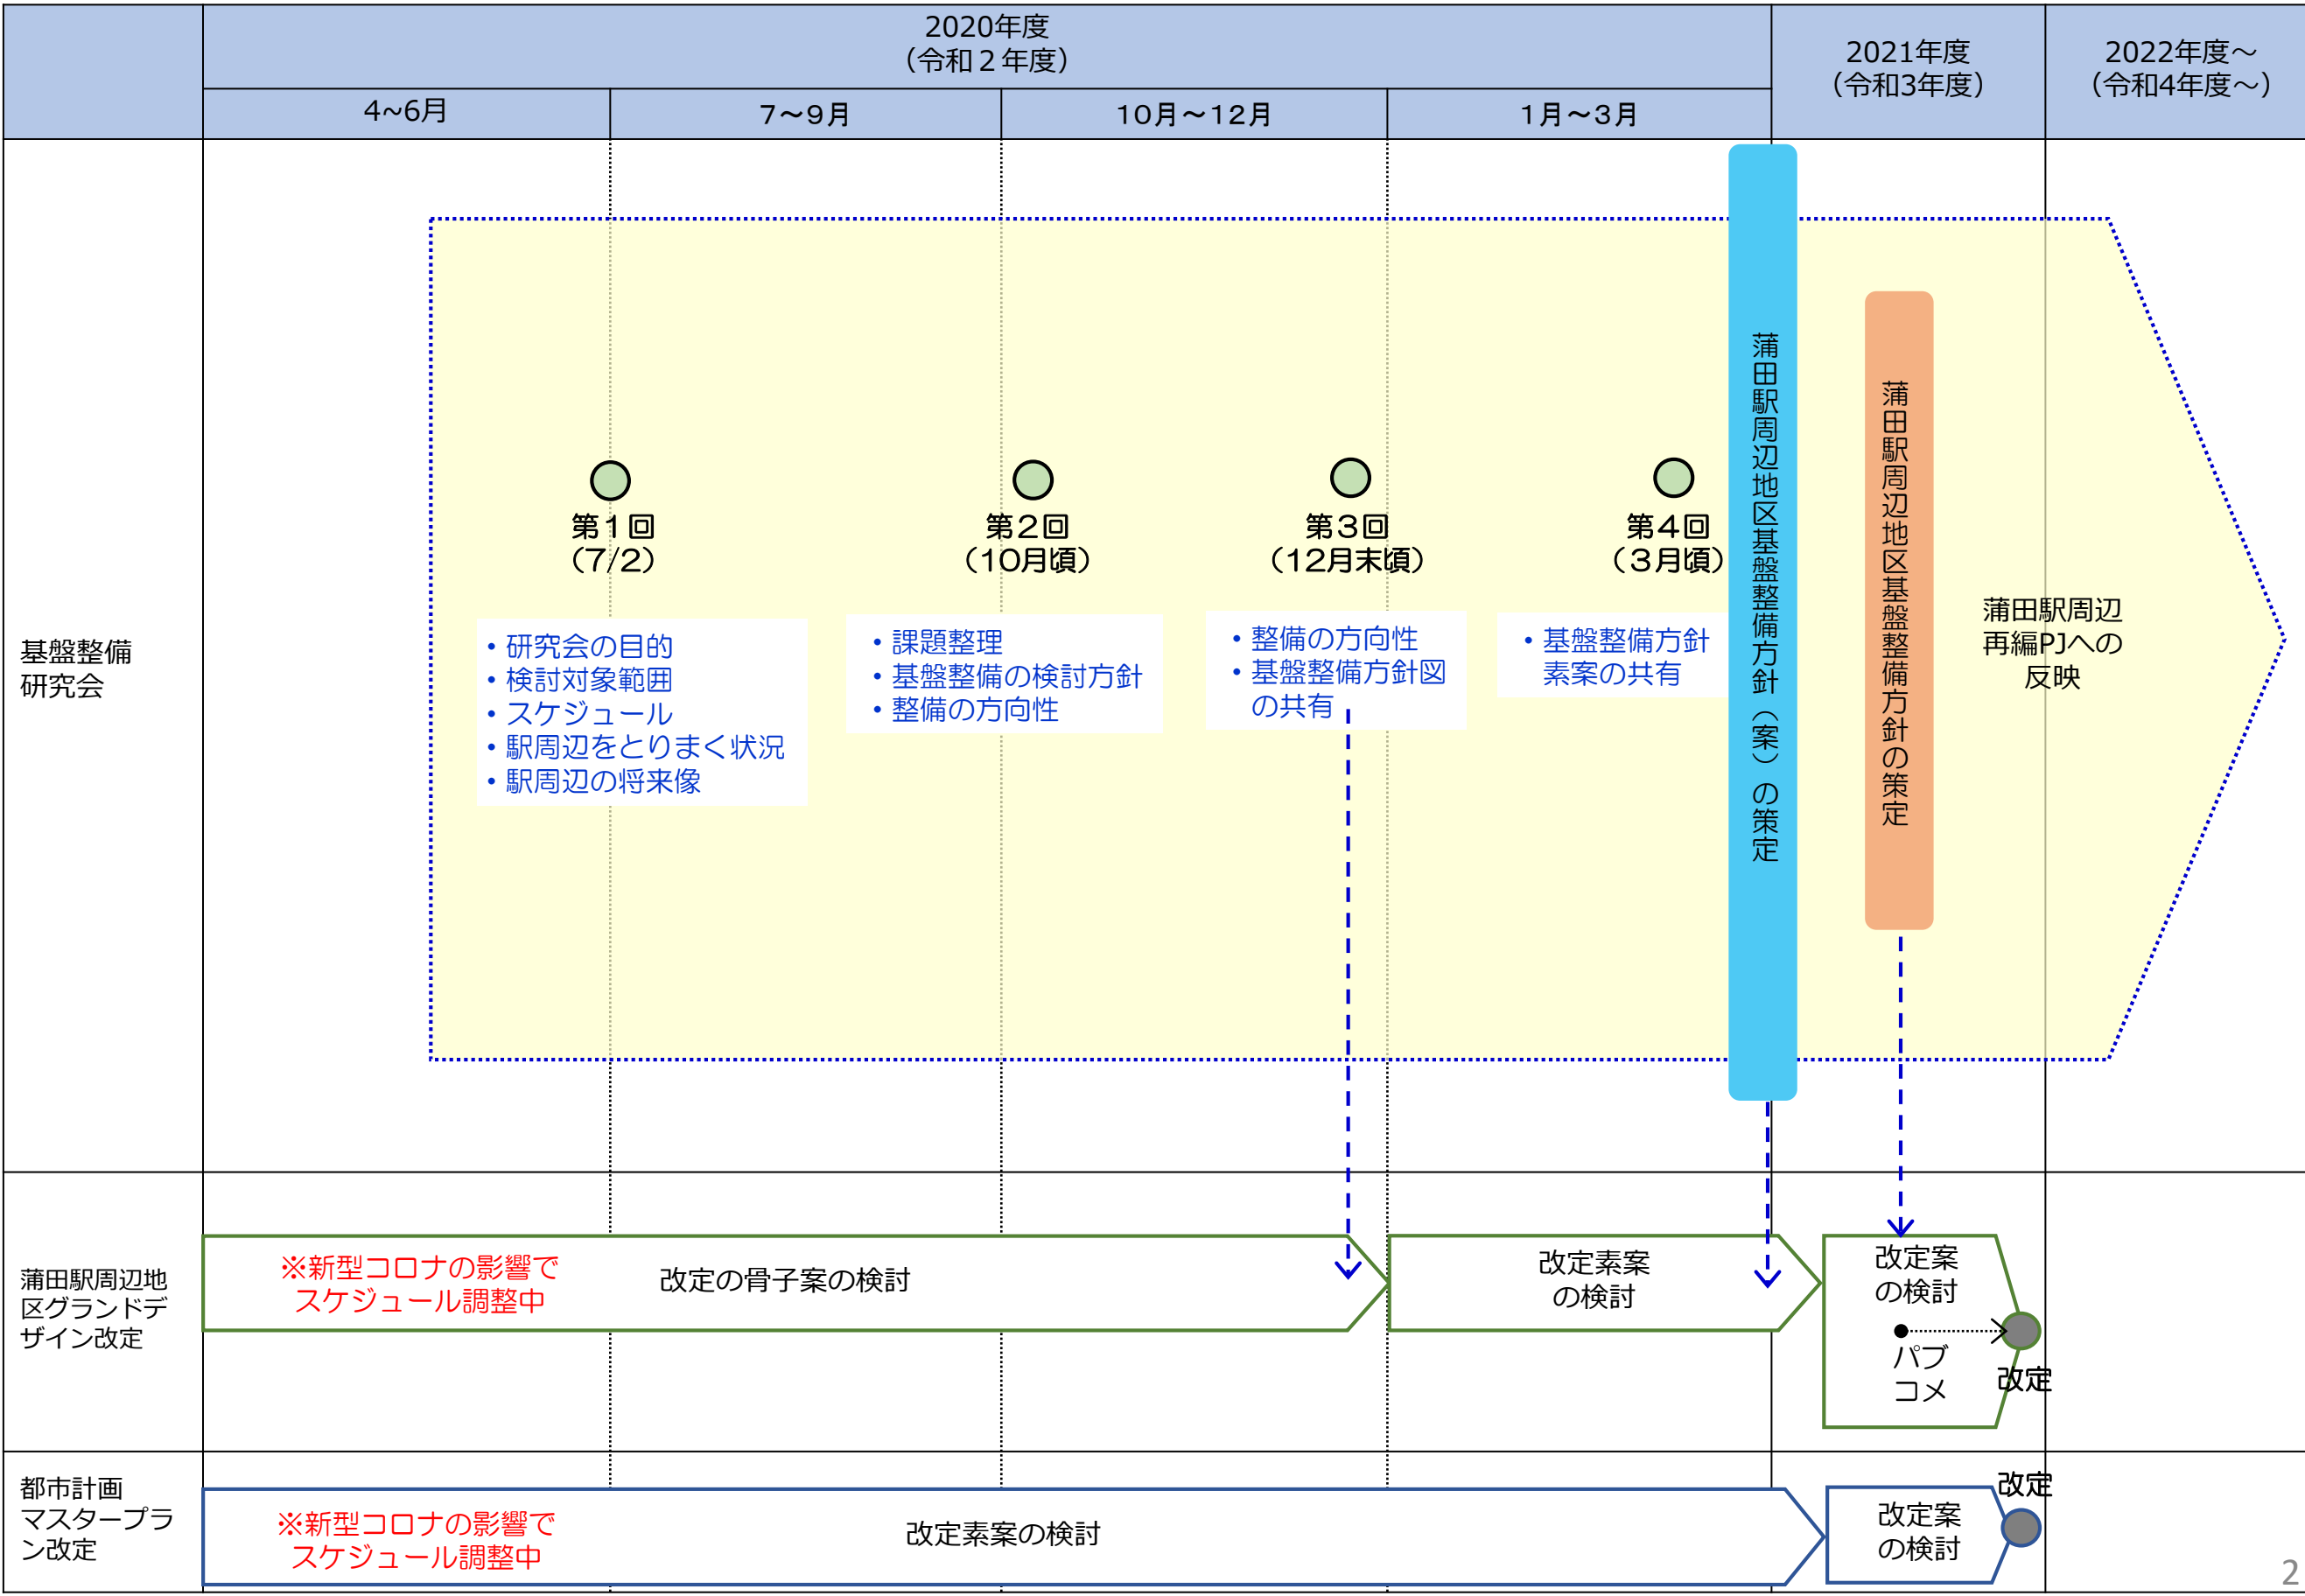 2020年度
（令和２年度）
2021年度
（令和3年度）
2022年度～
（令和4年度～）
4~6月
7～9月
10月～12月
1月～3月
基盤整備
研究会
第１回
（7/2）
第２回
（10月頃）
第３回
（12月末頃）
第４回
（３月頃）
・研究会の目的
・検討対象範囲
・スケジュール
・駅周辺をとりまく状況
・駅周辺の将来像
・課題整理
・基盤整備の検討方針
・整備の方向性
・整備の方向性
・基盤整備方針図
の共有
・基盤整備方針
素案の共有
蒲田駅周辺地区基盤整備方針（案）の策定
蒲田駅周辺地区基盤整備方針の策定
蒲田駅周辺
再編PJへの
反映
蒲田駅周辺地
区グランドデ
ザイン改定
※新型コロナの影響で
スケジュール調整中
改定の骨子案の検討
改定素案
の検討
改定案
の検討
パブ
コメ
改定
都市計画
マスタープラ
ン改定
※新型コロナの影響で
スケジュール調整中
改定素案の検討
改定案
の検討
改定
2